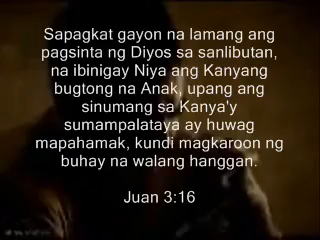 Sapagkat gayon na lamang ang
pagsinta ng Diyos sa sanlibutan,
na ibinigay Niya ang Kanyang
bugtong na Anak, upang ang
sinumang sa Kanya'y
sumampalataya ay huwag
mapahamak, kundi magkaroon ng
buhay na walang hanggan.
Juan 3:16